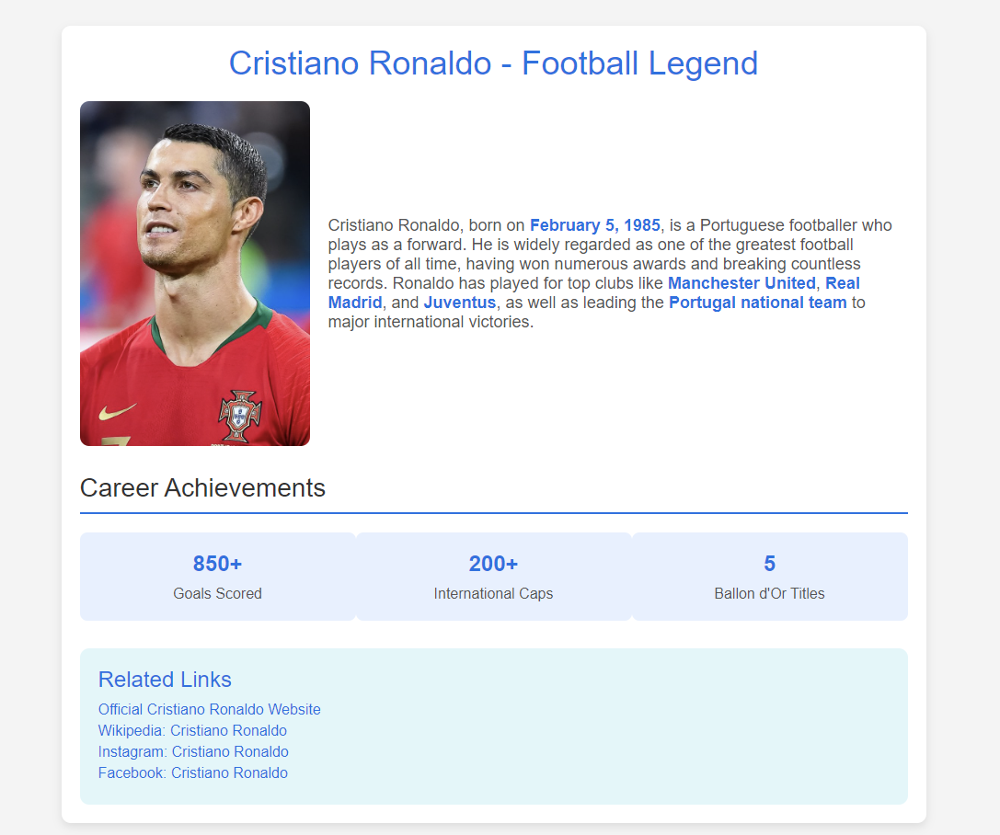 Cristiano Ronaldo - Football Legend
Cristiano Ronaldo, born on February 5, 1985, is a Portuguese footballer who
plays as a forward. He is widely regarded as one of the greatest football
players of all time, having won numerous awards and breaking countless
records. Ronaldo has played for top clubs like Manchester United, Real
Madrid, and Juventus, as well as leading the Portugal national team to
major international victories.
Career Achievements
850+
Goals Scored
200+
International Caps
5
Ballon d'Or Titles
Related Links
Official Cristiano Ronaldo Website
Wikipedia: Cristiano Ronaldo
Instagram: Cristiano Ronaldo
Facebook: Cristiano Ronaldo